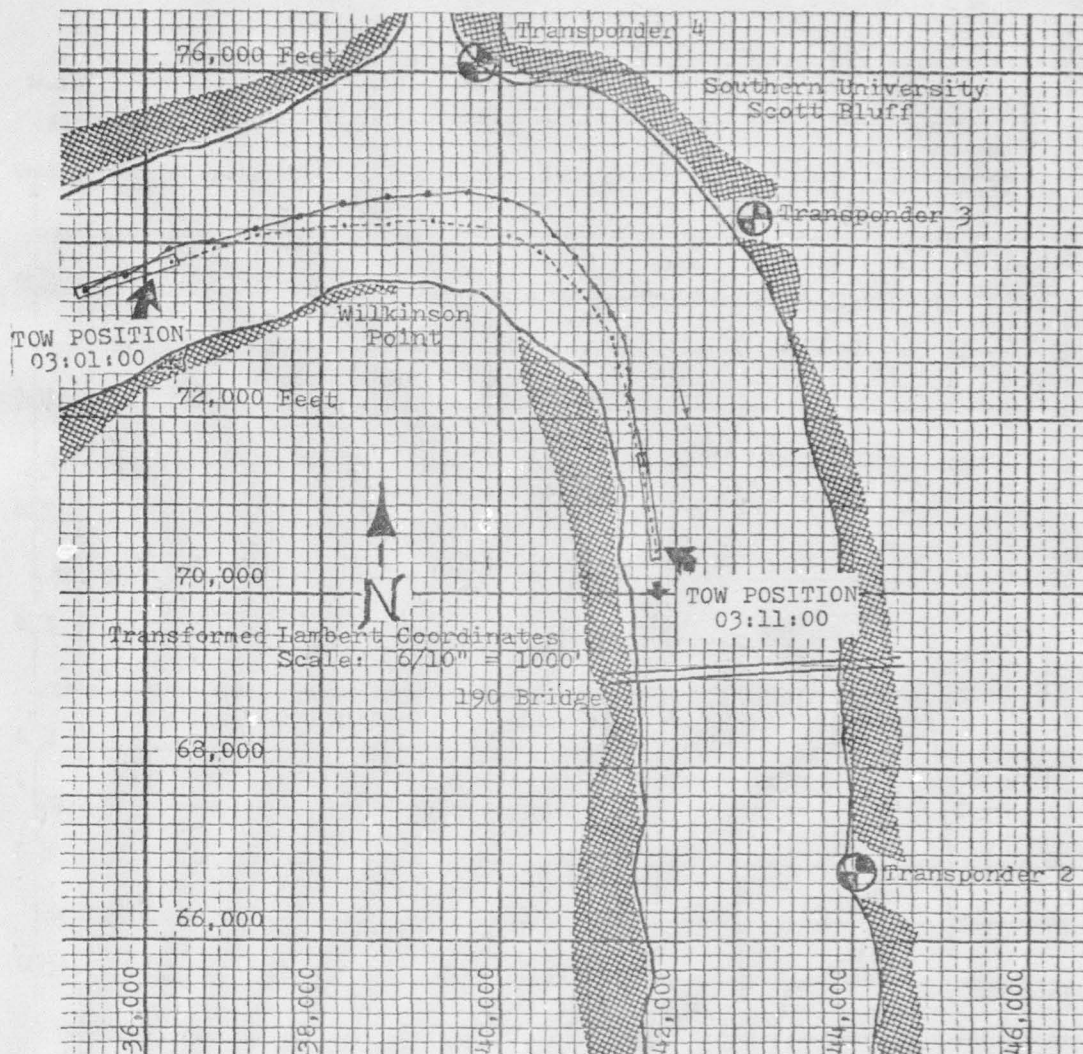 Transponder 4
76,000 Feet
Southern University
Scott Bluff
Transponder 3
Wilkinson
Point
TOW POSITION
03:01:00
72,000 Feet
70,000
N
TOW POSITION
03:11:00
Transformed Lambert Coordinates
Scale: 6/10" = 1000'
190 Bridge
68,000
Transponder 2
66,000
36,000
38,000
40,000
42,000
44,000
46,000